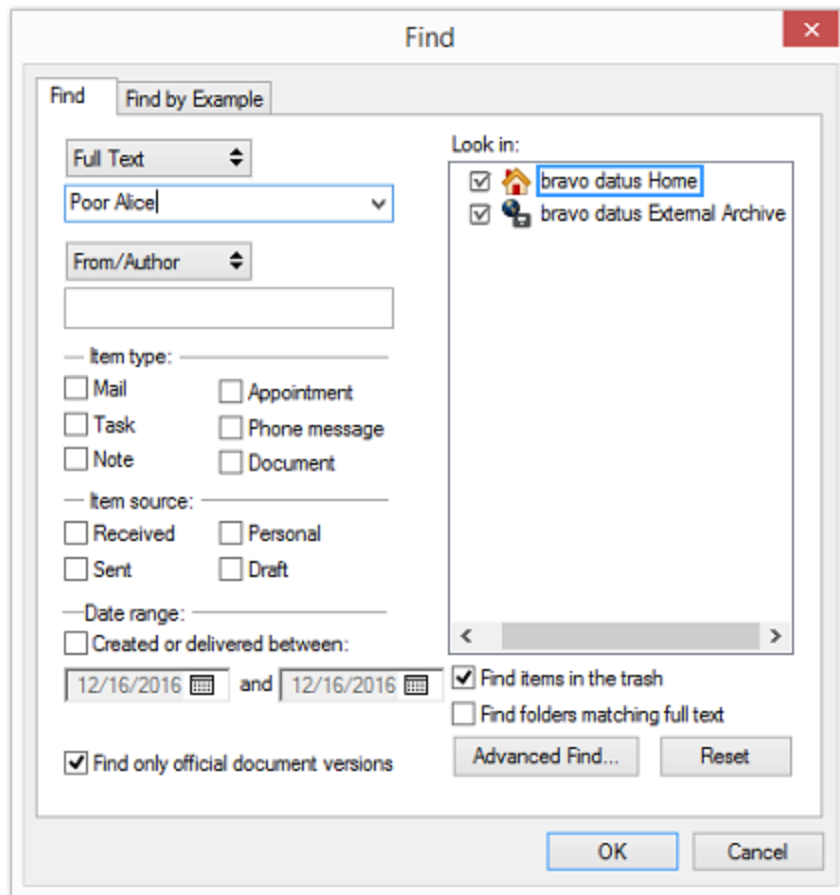 Find
Find
Find by Example
Full Text
Poor Alice
From/Author
Item type:
Mail
Appointment
Task
Phone message
Note
Document
Item source:
Received
Personal
Sent
Draft
Date range:
Created or delivered between:
12/16/2016 and 12/16/2016
Find only official document versions
Look in:
bravo datus Home
bravo datus External Archive
Find items in the trash
Find folders matching full text
Advanced Find...
Reset
OK
Cancel